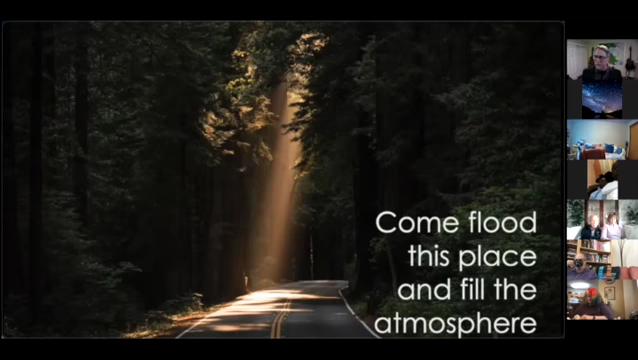 Come flood
this place
and fill the
atmosphere